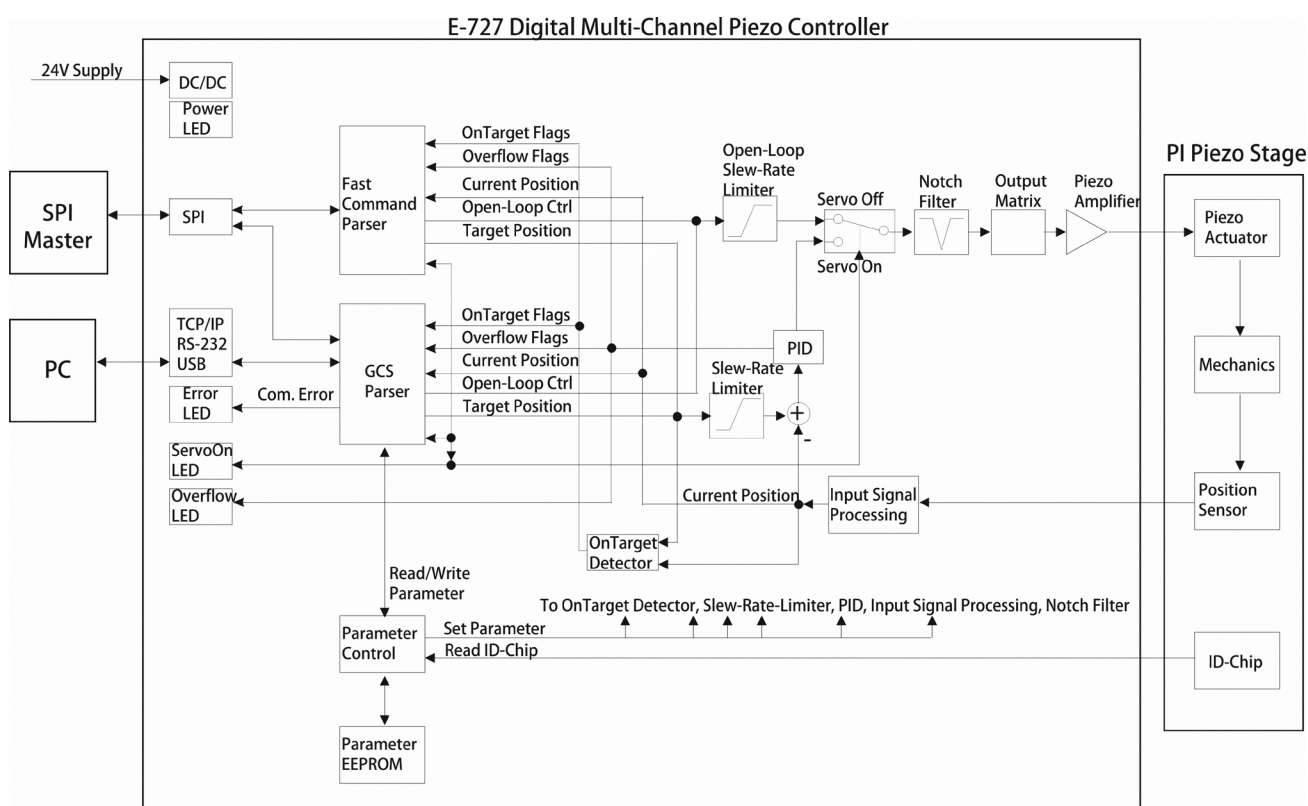 E-727 Digital Multi-Channel Piezo Controller
24V Supply
DC/DC
Power
LED
SPI
Master
SPI
Fast
Command
Parser
OnTarget Flags
Overflow Flags
Current Position
Open-Loop Ctrl
Target Position
Open-Loop
Slew-Rate
Limiter
Servo Off
Servo On
Notch
Filter
Output
Matrix
Piezo
Amplifier
PI Piezo Stage
Piezo
Actuator
Mechanics
Position
Sensor
ID-Chip
PC
TCP/IP
RS-232
USB
Error
LED
Com. Error
ServoOn
LED
Overflow
LED
GCS
Parser
OnTarget Flags
Overflow Flags
Current Position
Open-Loop Ctrl
Target Position
Slew-Rate
Limiter
PID
+
-
Current Position
Input Signal
Processing
OnTarget
Detector
Read/Write
Parameter
To OnTarget Detector, Slew-Rate-Limiter, PID, Input Signal Processing, Notch Filter
Parameter
Control
Set Parameter
Read ID-Chip
Parameter
EEPROM